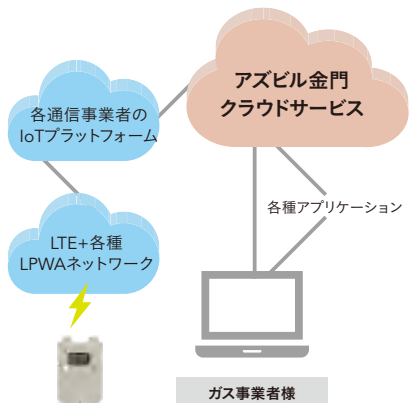 アズビル金門
クラウドサービス
各通信事業者の
IoTプラットフォーム
各種アプリケーション
LTE+各種
LPWAネットワーク
ガス事業者様